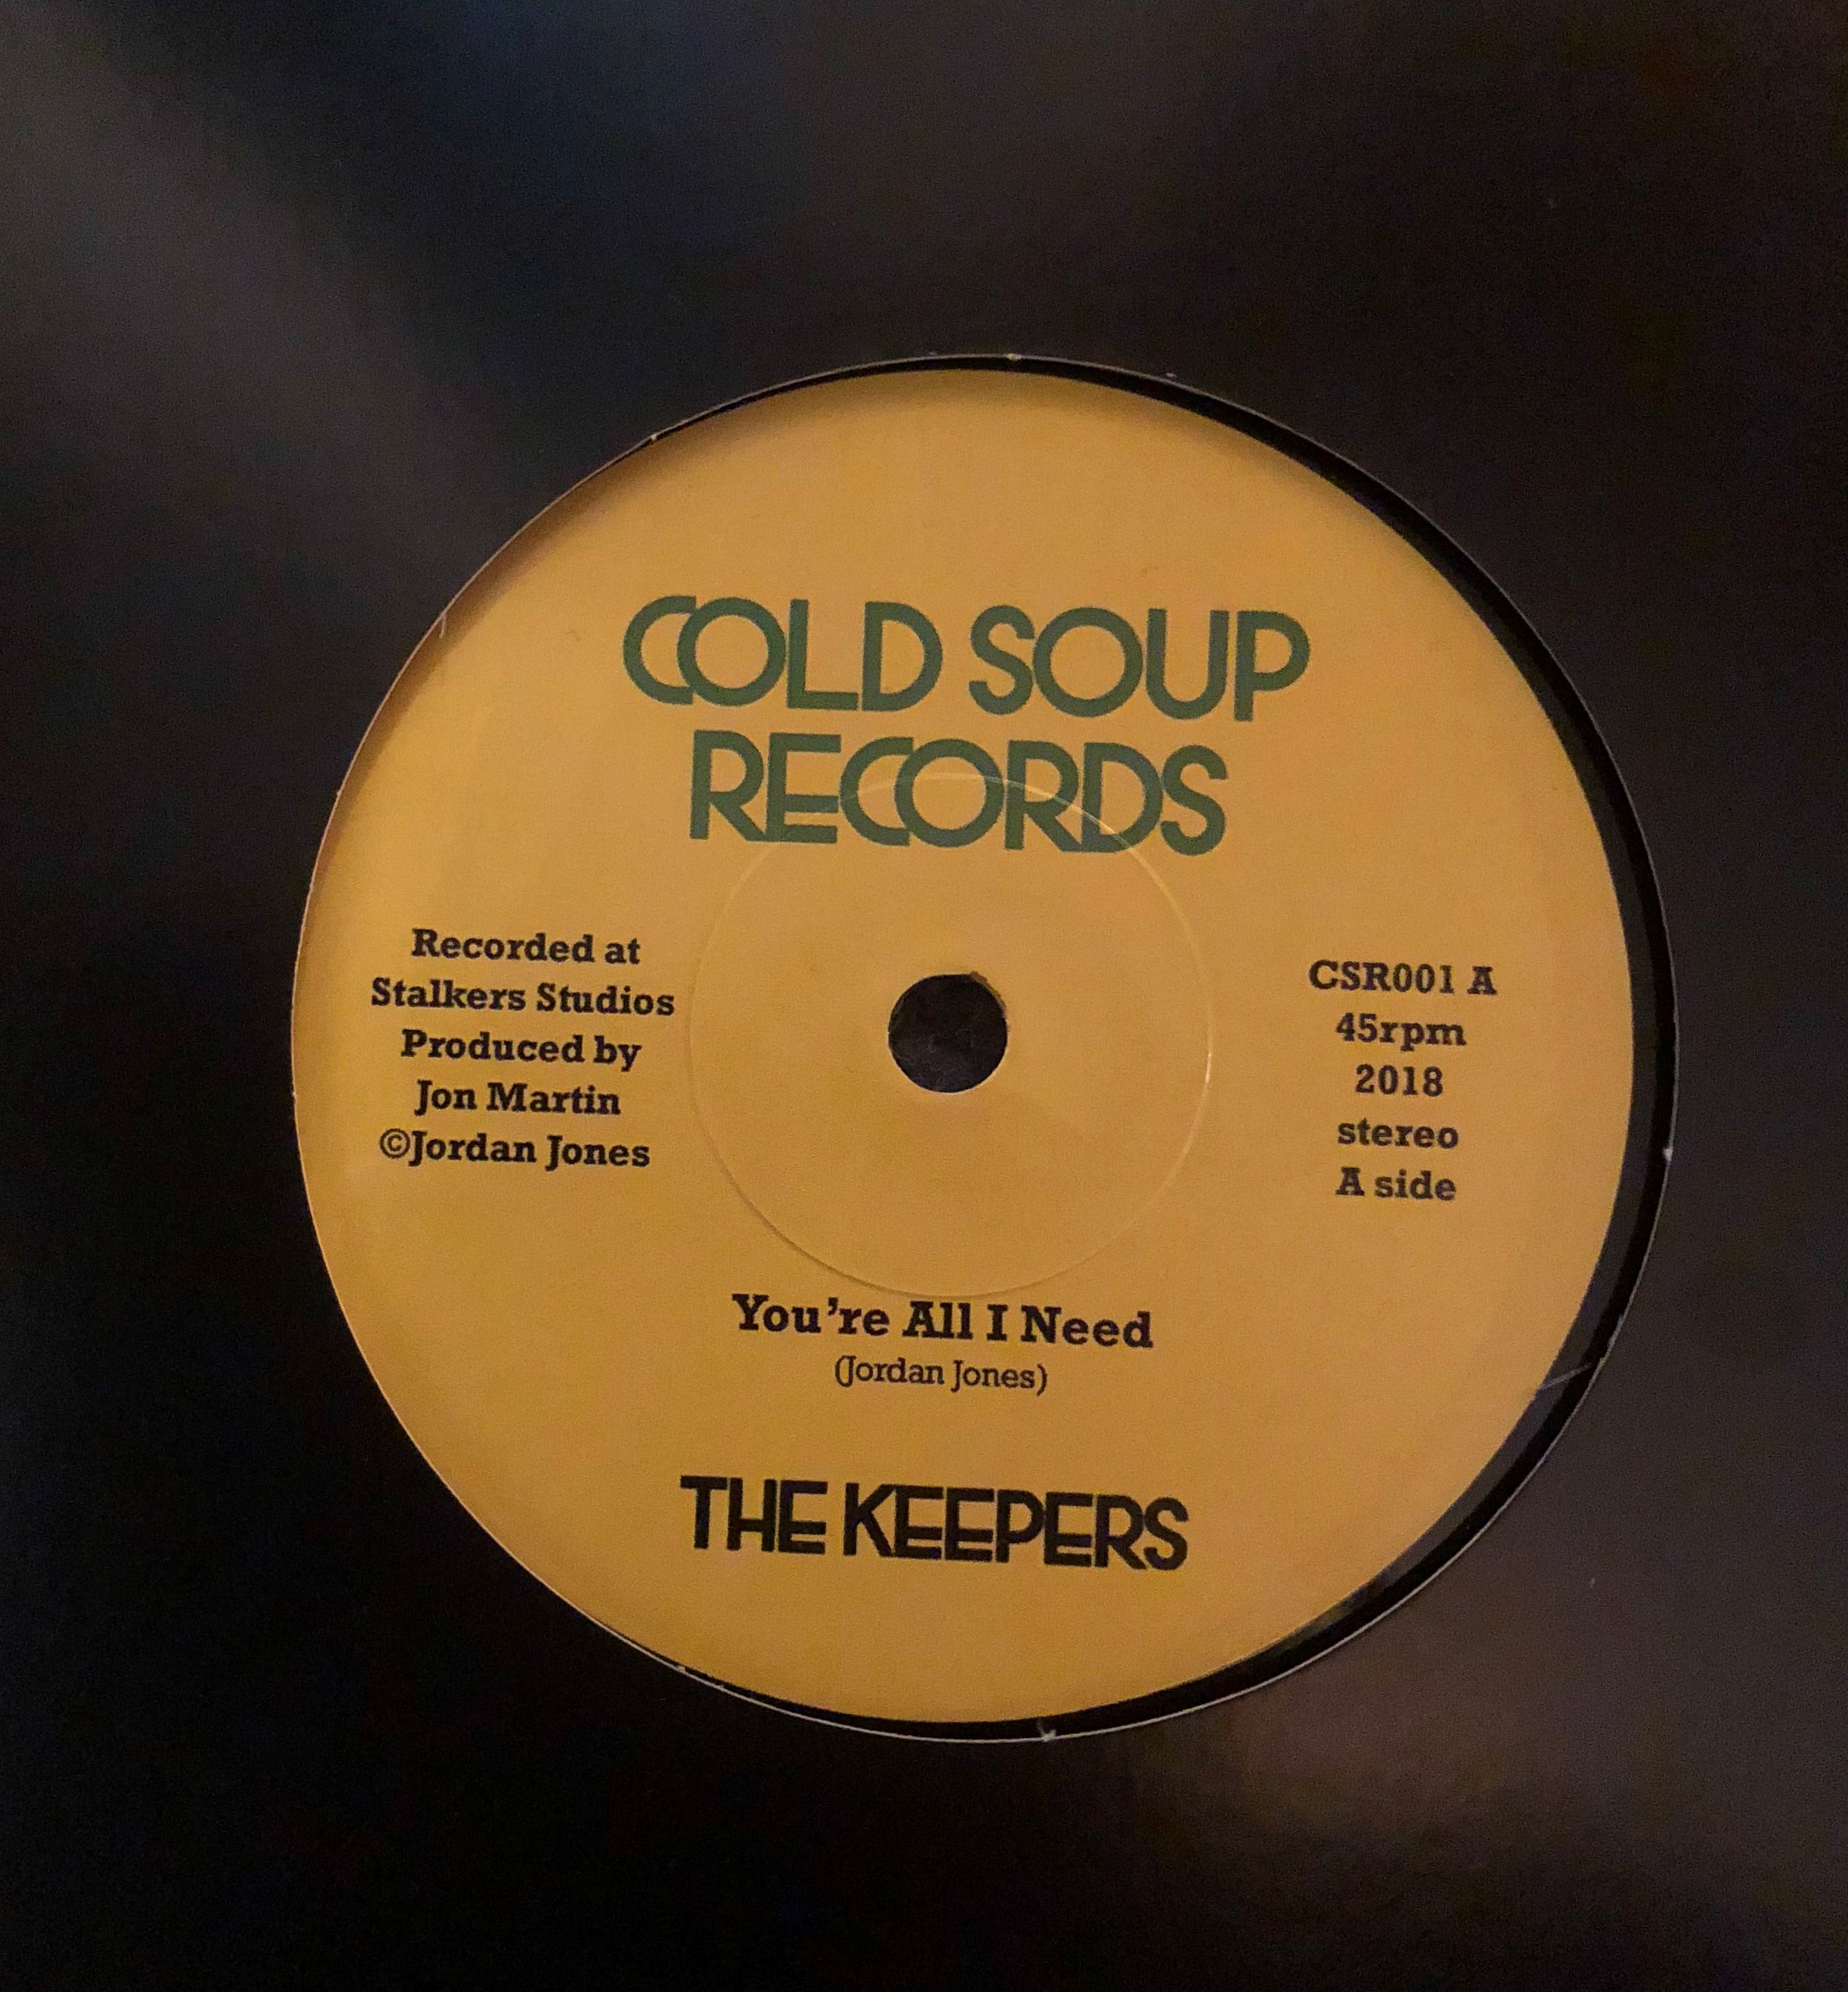 COLD SOUP
RECORDS
Recorded at
Stalkers Studios
Produced by
Jon Martin
©Jordan Jones
CSR001 A
45rpm
2018
stereo
A side
You're All I Need
(Jordan Jones)
THE KEEPERS